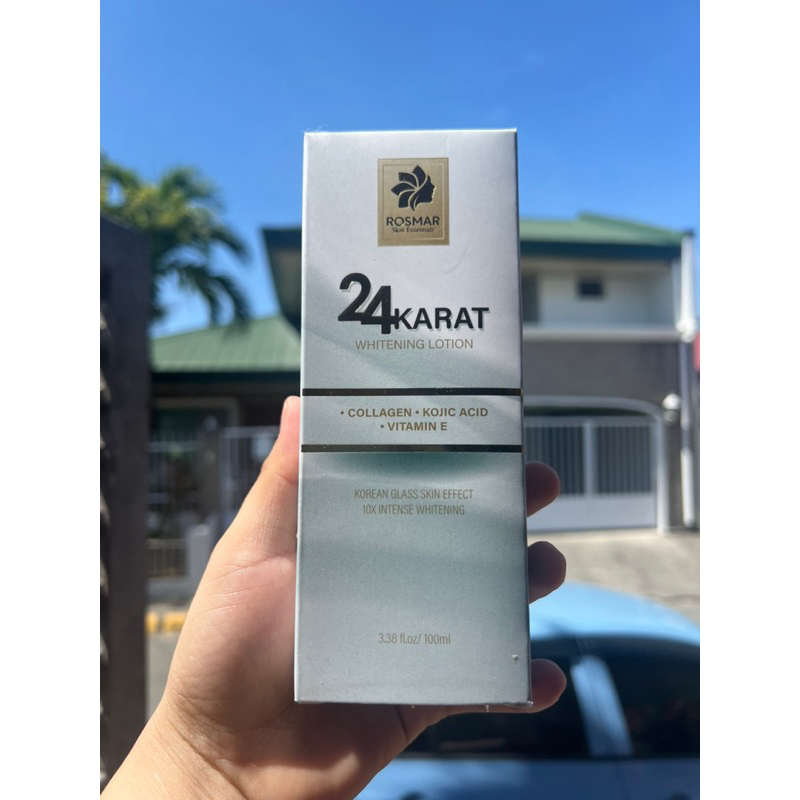 ROSMAR
Skin Essentials
24KARAT
WHITENING LOTION
• COLLAGEN • KOJIC ACID
• VITAMIN E
KOREAN GLASS SKIN EFFECT
10X INTENSE WHITENING
3.38 fl.oz/ 100ml